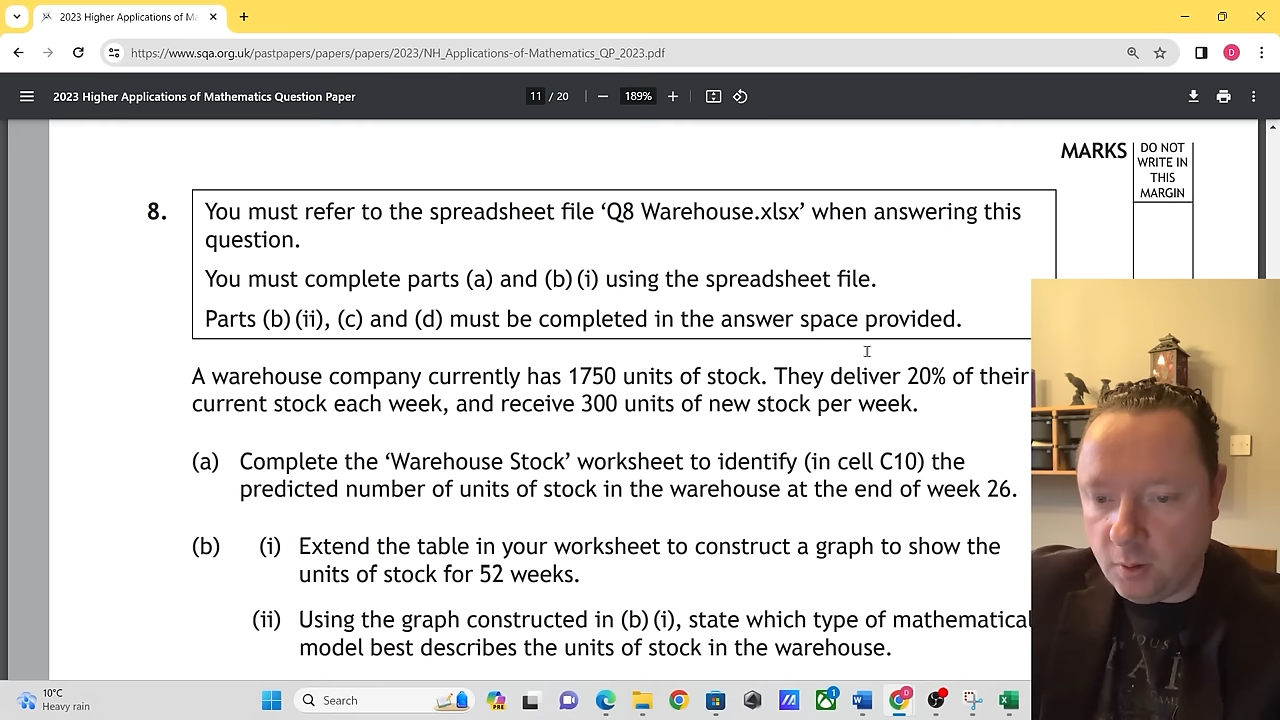 2023 Higher Applications of Ma
https://www.sqa.org.uk/pastpapers/papers/papers/2023/NH_Applications-of-Mathematics_QP_2023.pdf
D
2023 Higher Applications of Mathematics Question Paper
11 / 20
189%
MARKS
DO NOT
WRITE IN
THIS
MARGIN
8.
You must refer to the spreadsheet file ‘Q8 Warehouse.xlsx’ when answering this
question.
You must complete parts (a) and (b) (i) using the spreadsheet file.
Parts (b) (ii), (c) and (d) must be completed in the answer space provided.
A warehouse company currently has 1750 units of stock. They deliver 20% of their
current stock each week, and receive 300 units of new stock per week.
(a) Complete the ‘Warehouse Stock’ worksheet to identify (in cell C10) the
predicted number of units of stock in the warehouse at the end of week 26.
(b) (i) Extend the table in your worksheet to construct a graph to show the
units of stock for 52 weeks.
(ii) Using the graph constructed in (b) (i), state which type of mathematical
model best describes the units of stock in the warehouse.
10°C
Heavy rain
Search
PRE
1